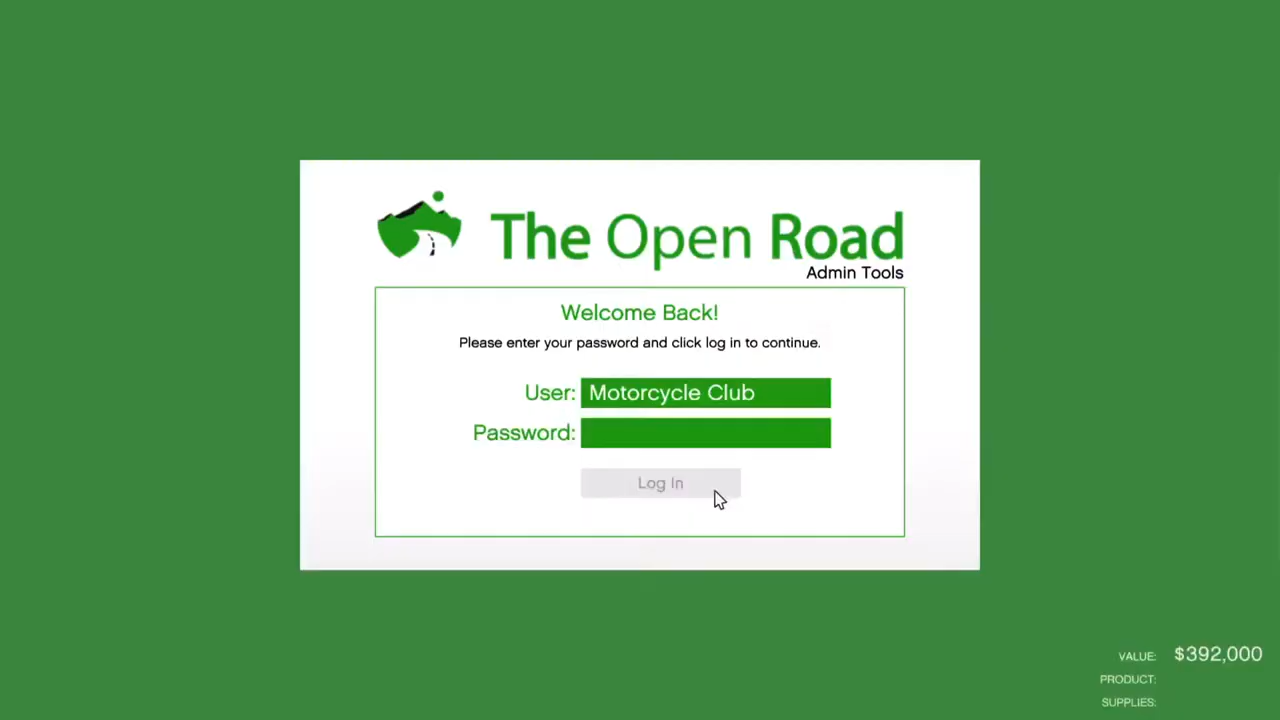 The Open Road
Admin Tools
Welcome Back!
Please enter your password and click log in to continue.
User: Motorcycle Club
Password:
Log In
VALUE: $392,000
PRODUCT:
SUPPLIES: